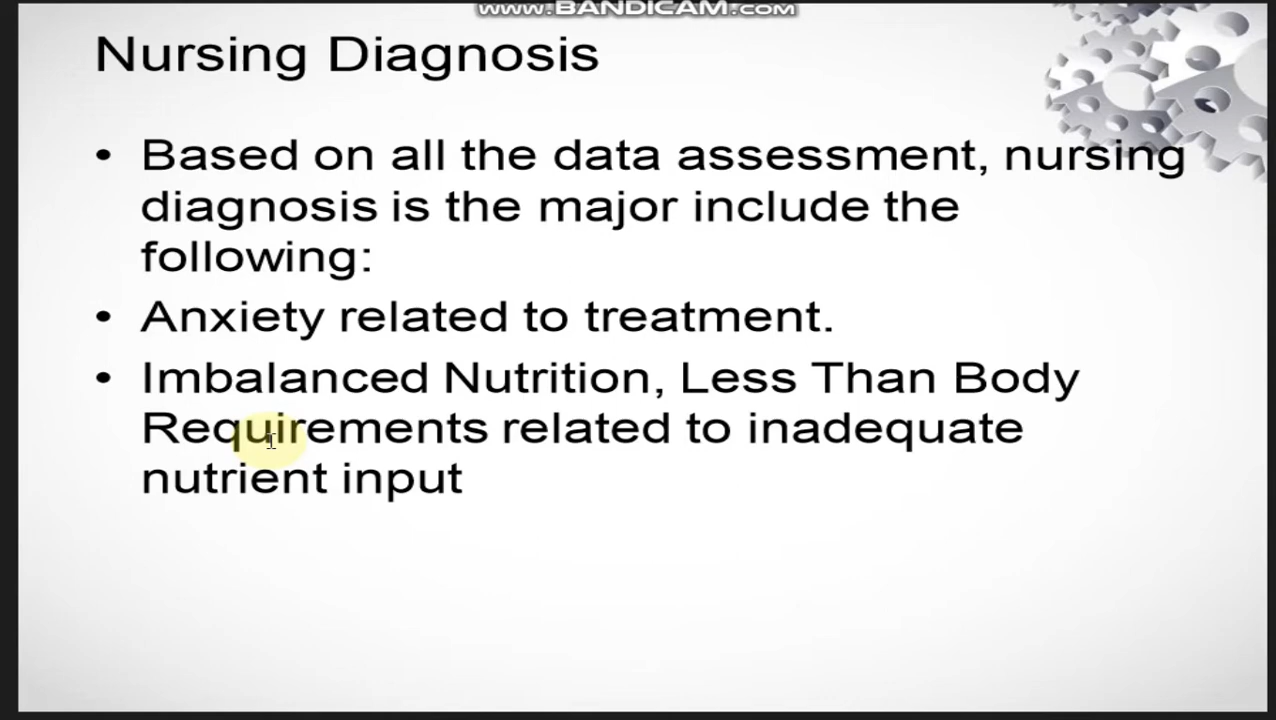 www.BANDICAM.com
Nursing Diagnosis
• Based on all the data assessment, nursing
diagnosis is the major include the
following:
• Anxiety related to treatment.
• Imbalanced Nutrition, Less Than Body
Requirements related to inadequate
nutrient input